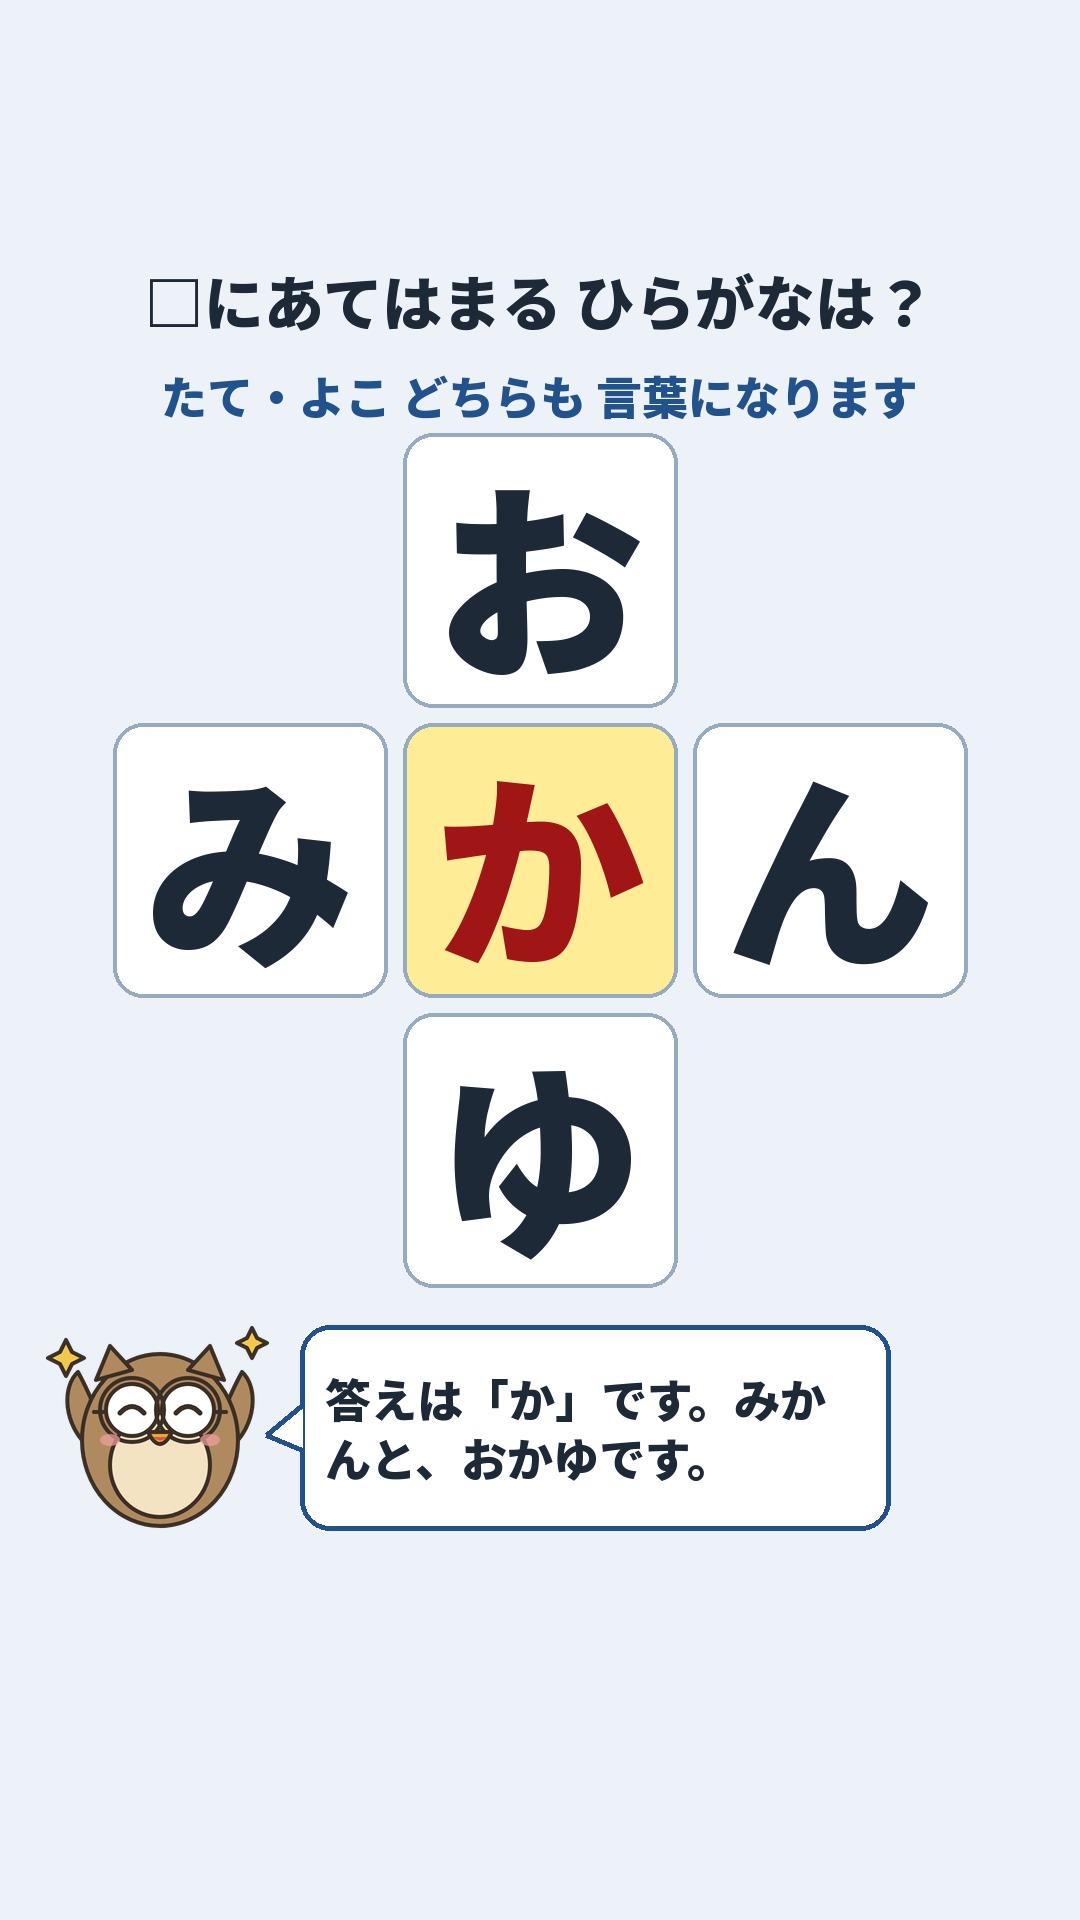 □にあてはまる ひらがなは？
たて・よこ どちらも 言葉になります
お
み か ん
ゆ
答えは「か」です。みか
んと、おかゆです。